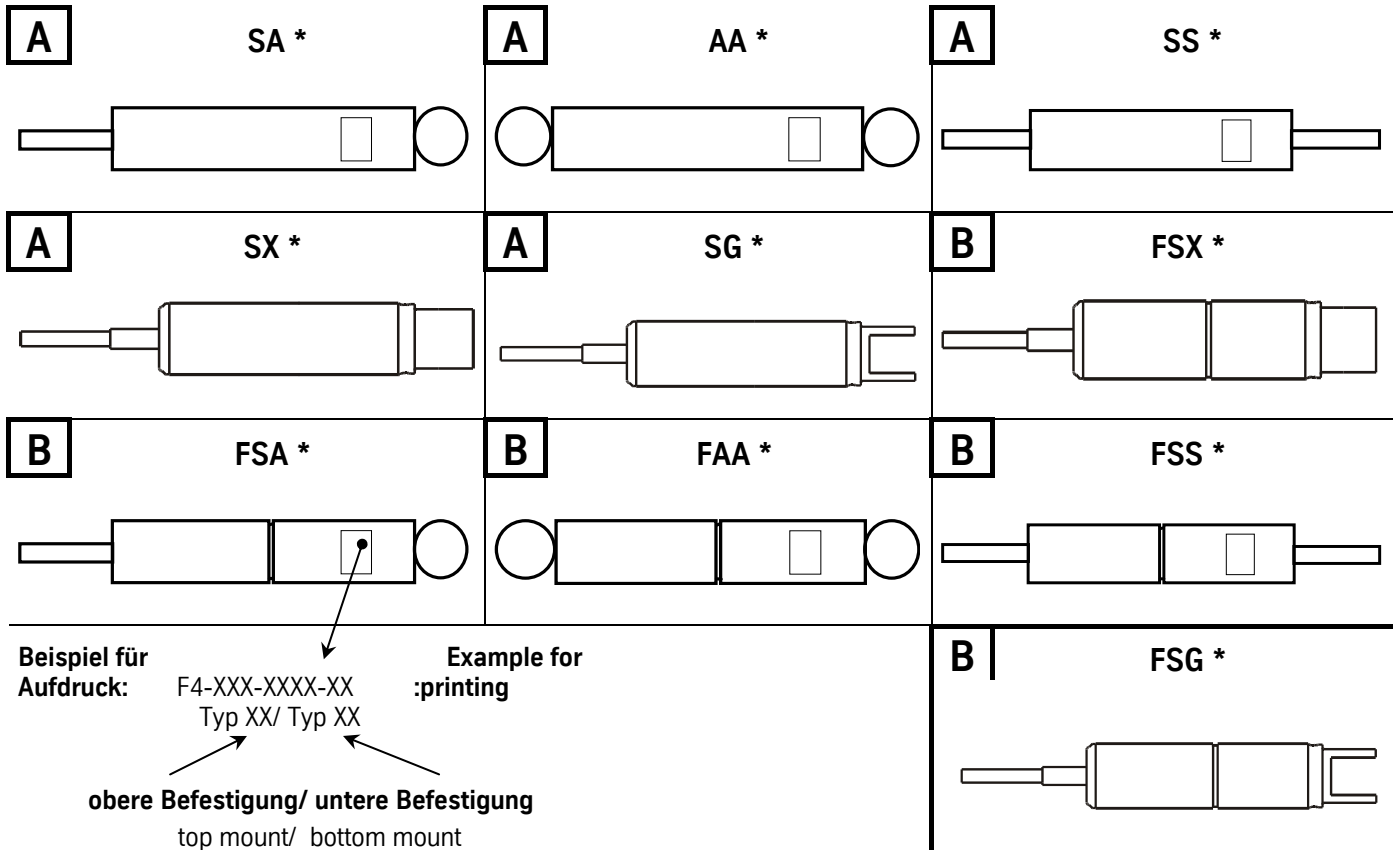 A SA *
A AA *
A SS *
A SX *
A SG *
B FSX *
B FSA *
B FAA *
B FSS *
Beispiel für
Aufdruck:
Example for
:printing
F4-XXX-XXXX-XX
Typ XX/ Typ XX
obere Befestigung/ untere Befestigung
top mount/ bottom mount
B FSG *